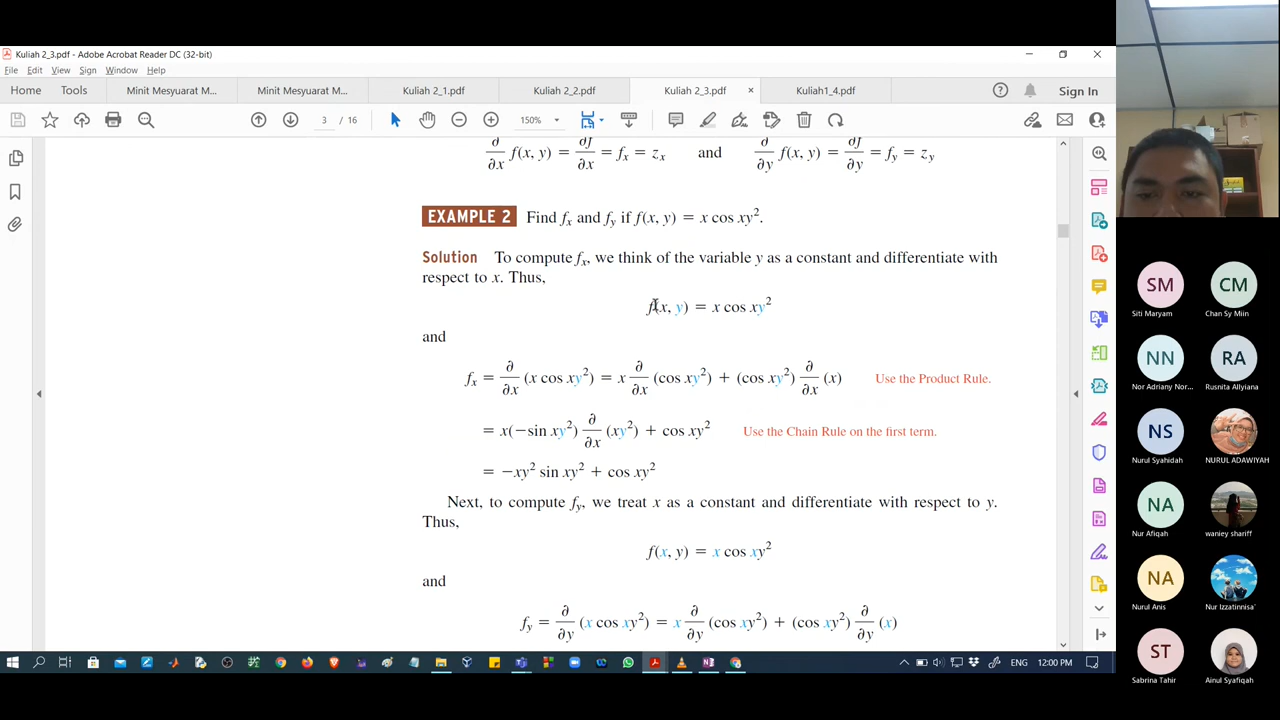 Kuliah 2_3.pdf - Adobe Acrobat Reader DC (32-bit)
File Edit View Sign Window Help
Home Tools Minit Mesyuarat M... Minit Mesyuarat M... Kuliah 2_1.pdf Kuliah 2_2.pdf Kuliah 2_3.pdf × Kuliah1_4.pdf Sign In
3 / 16 150%
∂/∂x f(x, y) = ∂f/∂x = fₓ = zₓ and ∂/∂y f(x, y) = ∂f/∂y = f_y = z_y
EXAMPLE 2 Find fₓ and f_y if f(x, y) = x cos xy².
Solution To compute fₓ, we think of the variable y as a constant and differentiate with
respect to x. Thus,
f(x, y) = x cos xy²
and
fₓ = ∂/∂x (x cos xy²) = x ∂/∂x (cos xy²) + (cos xy²) ∂/∂x (x) Use the Product Rule.
= x(−sin xy²) ∂/∂x (xy²) + cos xy² Use the Chain Rule on the first term.
= −xy² sin xy² + cos xy²
Next, to compute f_y, we treat x as a constant and differentiate with respect to y.
Thus,
f(x, y) = x cos xy²
and
f_y = ∂/∂y (x cos xy²) = x ∂/∂y (cos xy²) + (cos xy²) ∂/∂y (x)
SM CM
Siti Maryam Chan Sy Miin
NN RA
Nor Adriany Nor... Rusnita Allyiana
NS
Nurul Syahidah NURUL ADAWIYAH
NA
Nur Afiqah waniey shariff
NA
Nurul Anis Nur Izzatinnisa'
ST
Sabrina Tahir Ainul Syafiqah
ENG 12:00 PM